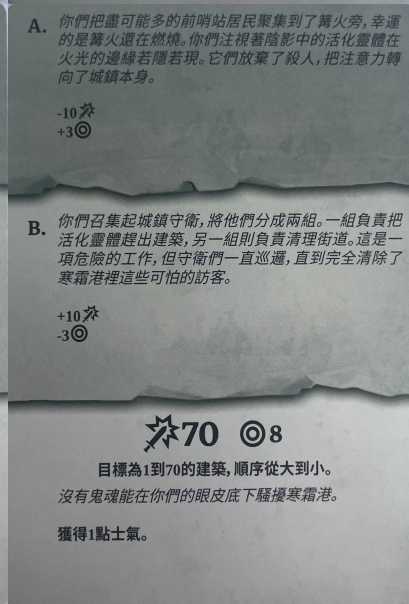 A. 你們把盡可能多的前哨站居民聚集到了篝火旁,幸運
的是篝火還在燃燒。你們注視著陰影中的活化靈體在
火光的邊緣若隱若現。它們放棄了殺人,把注意力轉
向了城鎮本身。
-10
+3
B. 你們召集起城鎮守衛,將他們分成兩組。一組負責把
活化靈體趕出建築,另一組則負責清理街道。這是一
項危險的工作,但守衛們一直巡邏,直到完全清除了
寒霜港裡這些可怕的訪客。
+10
-3
70 8
目標為1到70的建築,順序從大到小。
沒有鬼魂能在你們的眼皮底下騷擾寒霜港。
獲得1點士氣。